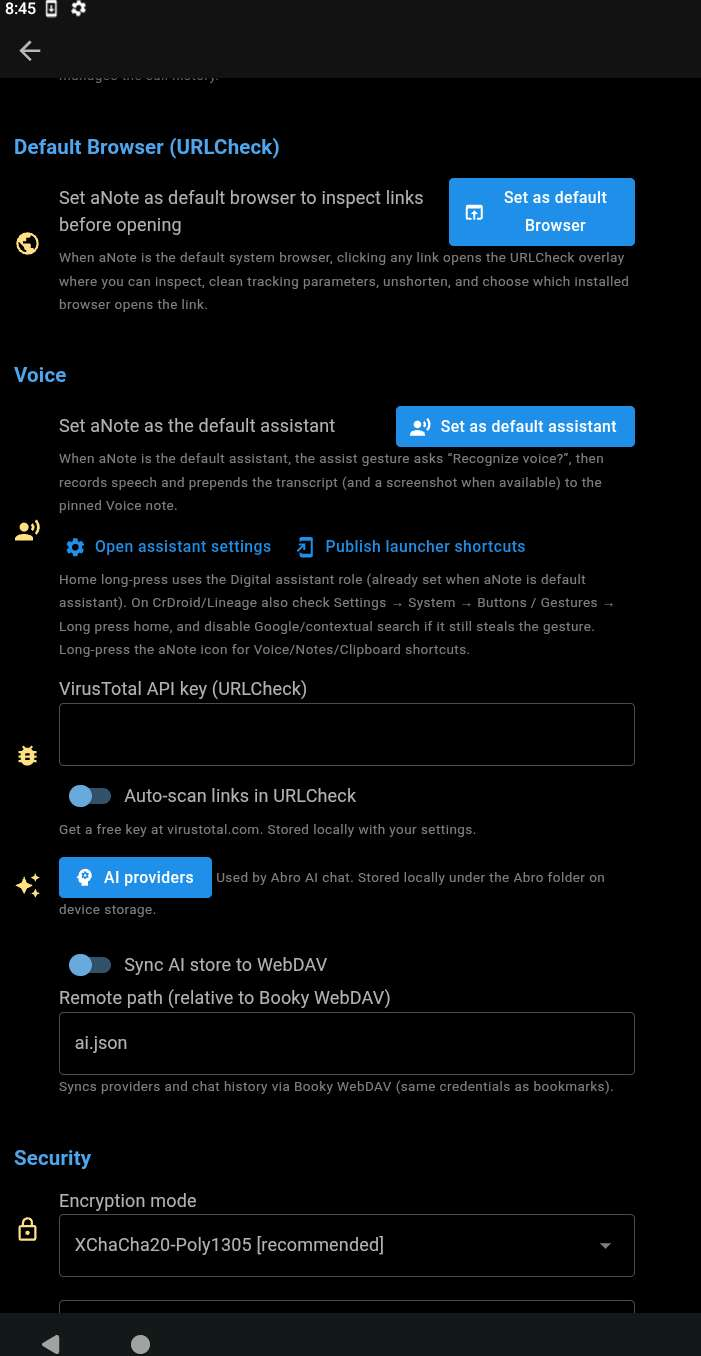 8:45
manages the call history.
Default Browser (URLCheck)
Set aNote as default browser to inspect links
before opening
Set as default
Browser
When aNote is the default system browser, clicking any link opens the URLCheck overlay
where you can inspect, clean tracking parameters, unshorten, and choose which installed
browser opens the link.
Voice
Set aNote as the default assistant
Set as default assistant
When aNote is the default assistant, the assist gesture asks "Recognize voice?", then
records speech and prepends the transcript (and a screenshot when available) to the
pinned Voice note.
Open assistant settings
Publish launcher shortcuts
Home long-press uses the Digital assistant role (already set when aNote is default
assistant). On CrDroid/Lineage also check Settings → System → Buttons / Gestures →
Long press home, and disable Google/contextual search if it still steals the gesture.
Long-press the aNote icon for Voice/Notes/Clipboard shortcuts.
VirusTotal API key (URLCheck)
Auto-scan links in URLCheck
Get a free key at virustotal.com. Stored locally with your settings.
AI providers
Used by Abro AI chat. Stored locally under the Abro folder on
device storage.
Sync AI store to WebDAV
Remote path (relative to Booky WebDAV)
ai.json
Syncs providers and chat history via Booky WebDAV (same credentials as bookmarks).
Security
Encryption mode
XChaCha20-Poly1305 [recommended]